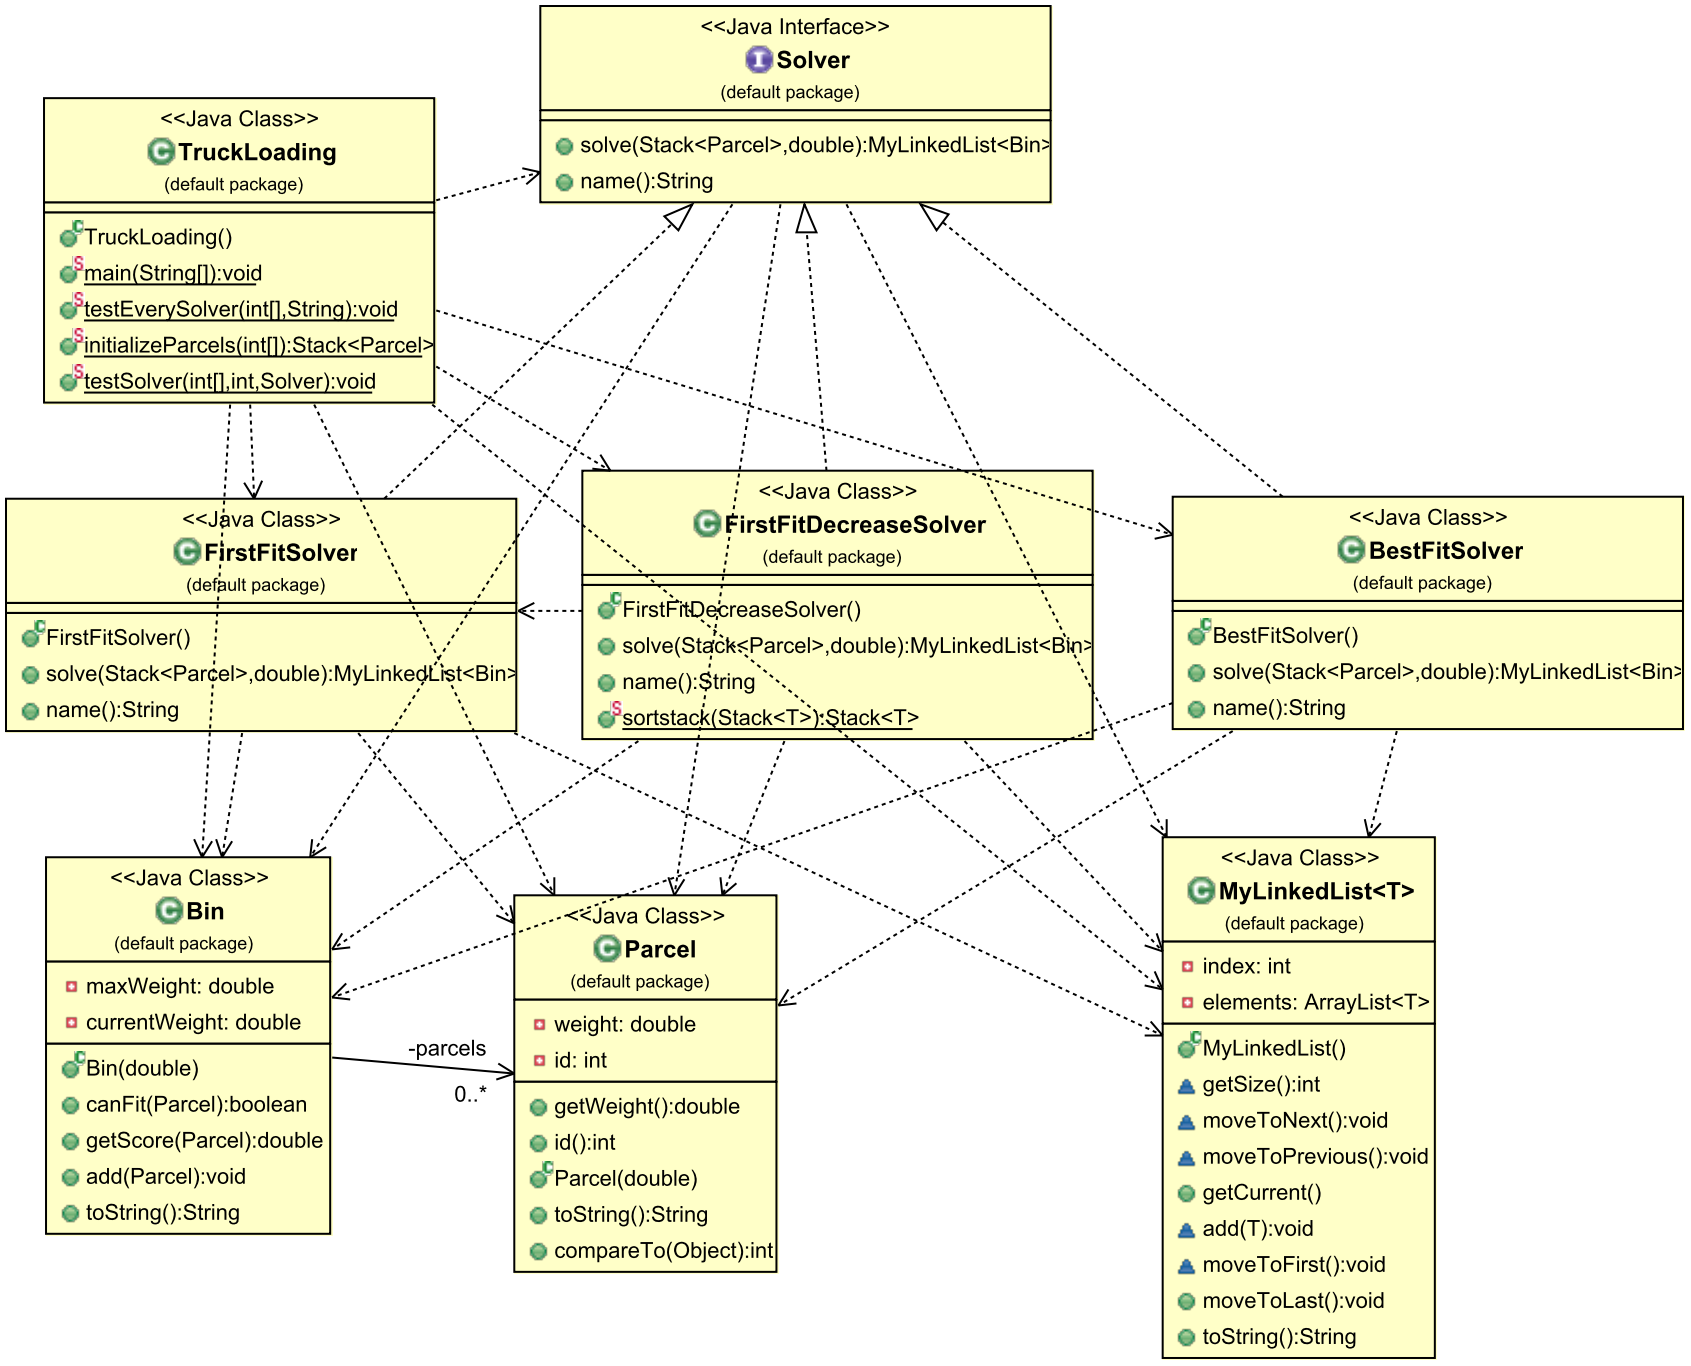 <<Java Interface>>
Solver
(default package)
solve(Stack<Parcel>,double):MyLinkedList<Bin>
name():String
<<Java Class>>
TruckLoading
(default package)
TruckLoading()
main(String[]):void
testEverySolver(int[],String):void
initializeParcels(int[]):Stack<Parcel>
testSolver(int[],int,Solver):void
<<Java Class>>
FirstFitSolver
(default package)
FirstFitSolver()
solve(Stack<Parcel>,double):MyLinkedList<Bin>
name():String
<<Java Class>>
FirstFitDecreaseSolver
(default package)
FirstFitDecreaseSolver()
solve(Stack<Parcel>,double):MyLinkedList<Bin>
name():String
sortstack(Stack<T>):Stack<T>
<<Java Class>>
BestFitSolver
(default package)
BestFitSolver()
solve(Stack<Parcel>,double):MyLinkedList<Bin>
name():String
<<Java Class>>
Bin
(default package)
maxWeight: double
currentWeight: double
Bin(double)
canFit(Parcel):boolean
getScore(Parcel):double
add(Parcel):void
toString():String
-parcels
0..*
<<Java Class>>
Parcel
(default package)
weight: double
id: int
getWeight():double
id():int
Parcel(double)
toString():String
compareTo(Object):int
<<Java Class>>
MyLinkedList<T>
(default package)
index: int
elements: ArrayList<T>
MyLinkedList()
getSize():int
moveToNext():void
moveToPrevious():void
getCurrent()
add(T):void
moveToFirst():void
moveToLast():void
toString():String